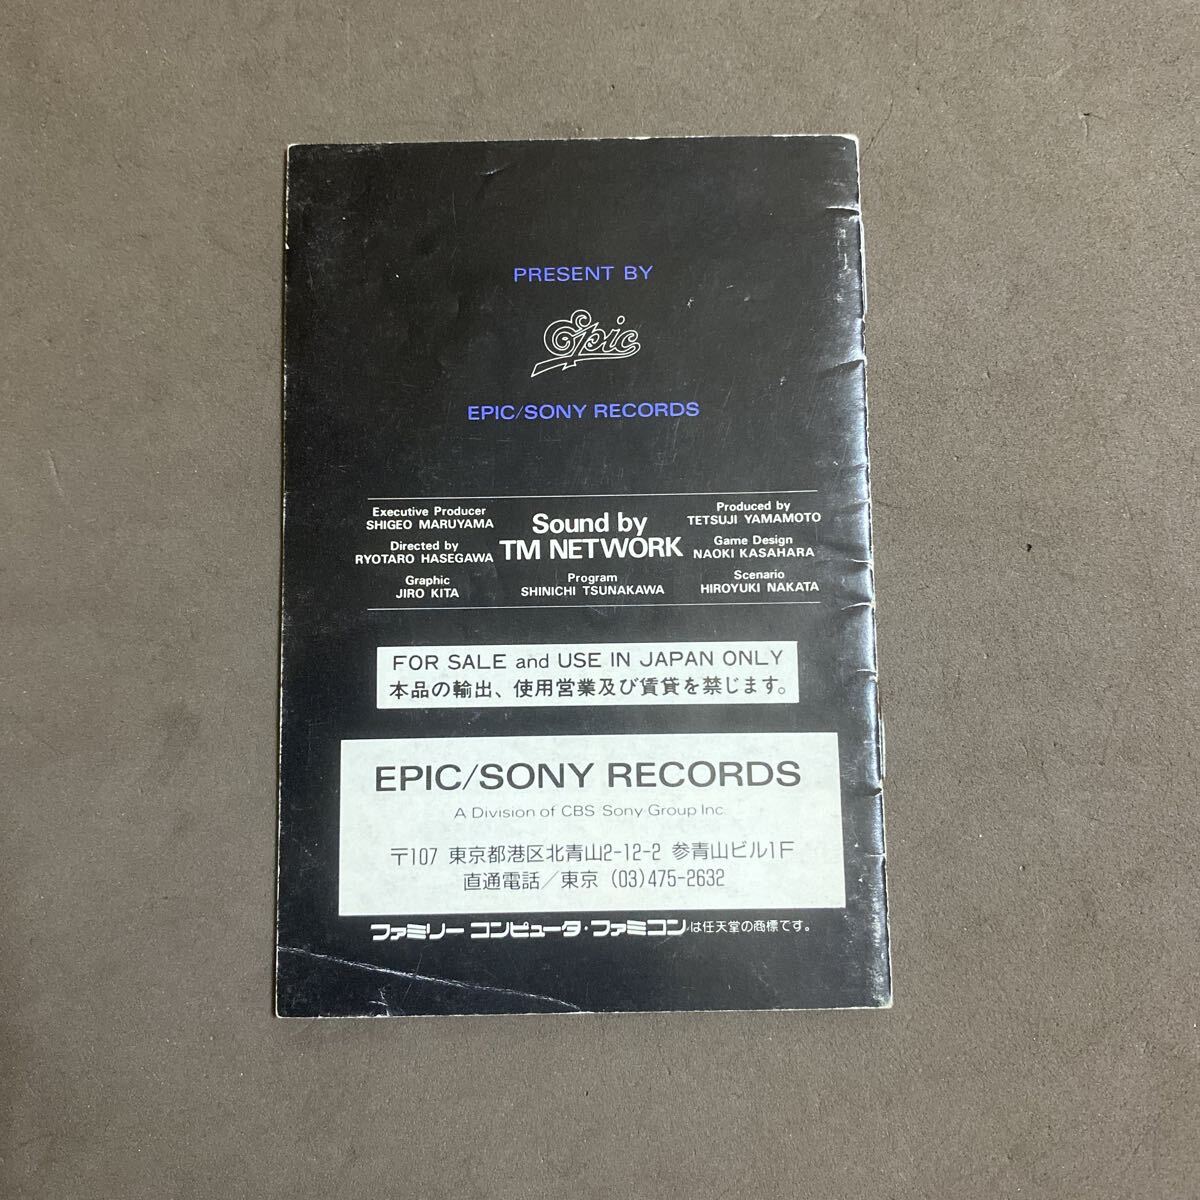 PRESENT BY
Epic
EPIC/SONY RECORDS
Executive Producer
SHIGEO MARUYAMA
Directed by
RYOTARO HASEGAWA
Graphic
JIRO KITA
Sound by
TM NETWORK
Program
SHINICHI TSUNAKAWA
Produced by
TETSUJI YAMAMOTO
Game Design
NAOKI KASAHARA
Scenario
HIROYUKI NAKATA
FOR SALE and USE IN JAPAN ONLY
本品の輸出、使用営業及び賃貸を禁じます。
EPIC/SONY RECORDS
A Division of CBS Sony Group Inc.
〒107 東京都港区北青山2-12-2 参青山ビル1F
直通電話/東京 (03)475-2632
ファミリー コンピュータ・ファミコンは任天堂の商標です。